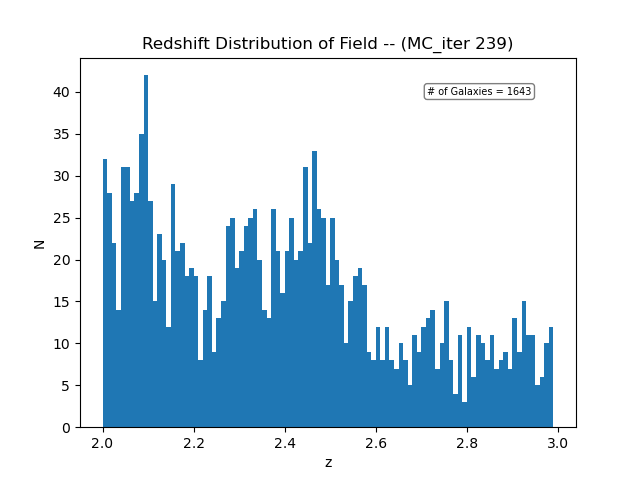 Redshift Distribution of Field -- (MC_iter 239)
# of Galaxies = 1643
40
35
30
25
20
15
10
5
0
N
2.0 2.2 2.4 2.6 2.8 3.0
z